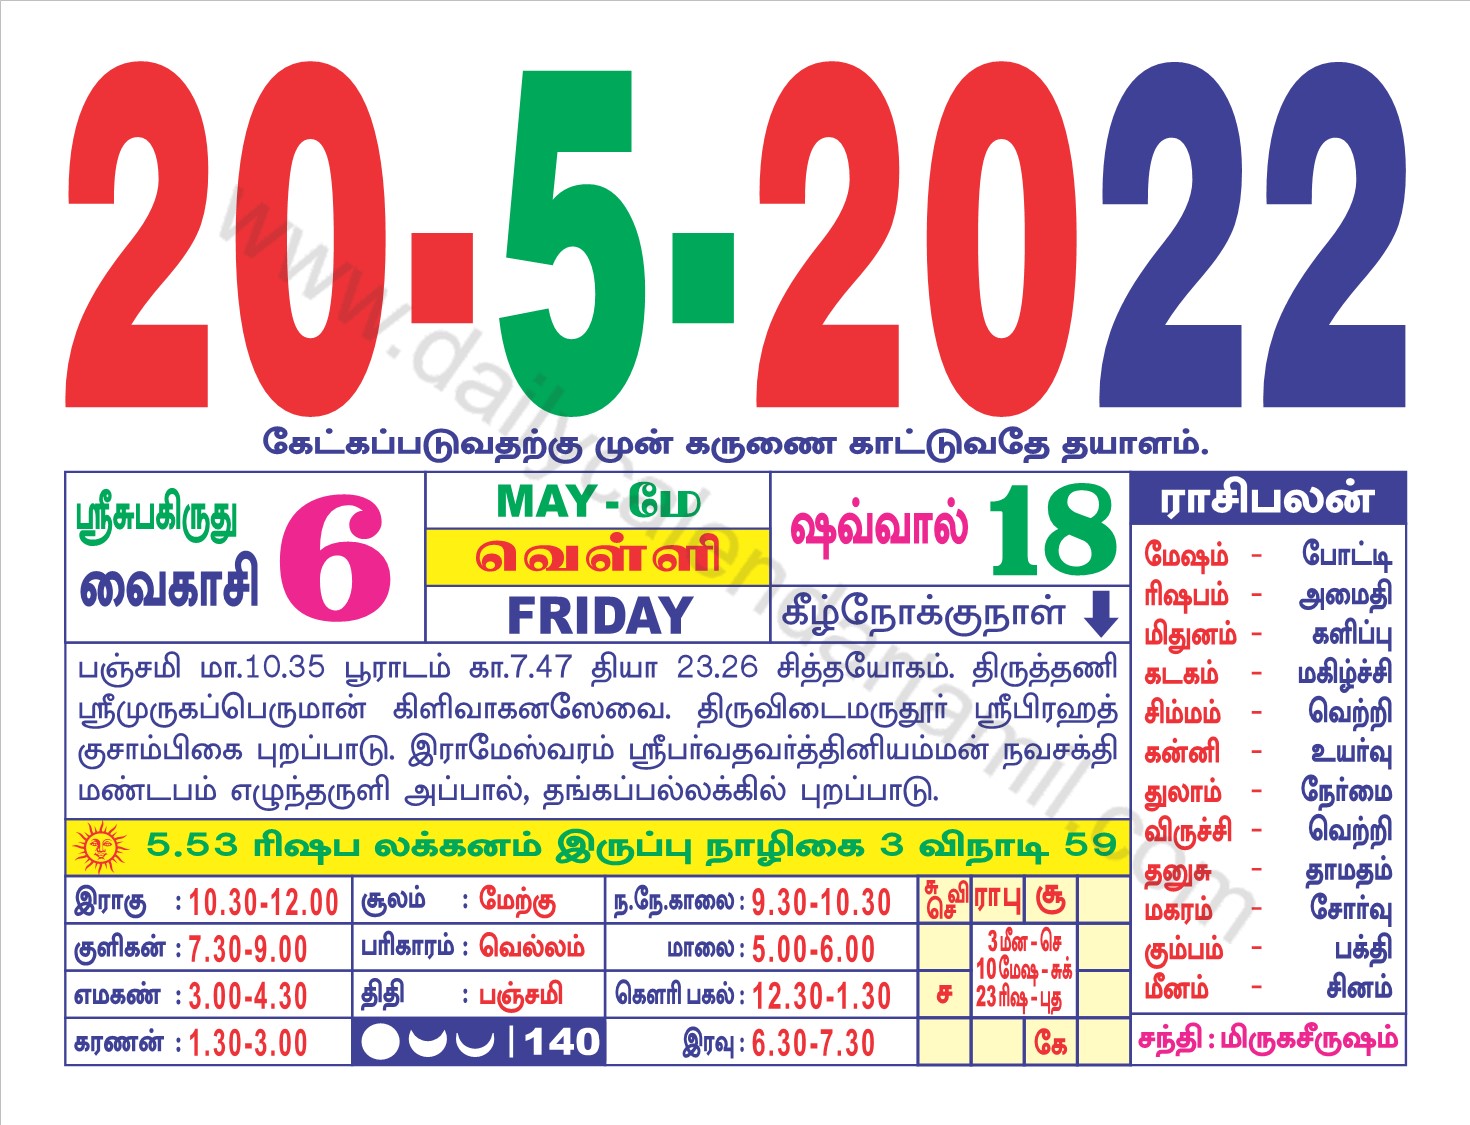 20-5-2022
கேட்கப்படுவதற்கு முன் கருணை காட்டுவதே தயாளம்.
ஸ்ரீசுபகிருது
வைகாசி 6
MAY - மே
வெள்ளி
FRIDAY
ஷவ்வால் 18
கீழ்நோக்குநாள்
பஞ்சமி மா.10.35 பூராடம் கா.7.47 தியா 23.26 சித்தயோகம். திருத்தணி
ஸ்ரீமுருகப்பெருமான் கிளிவாகனஸேவை. திருவிடைமருதூர் ஸ்ரீபிரஹத்
குசாம்பிகை புறப்பாடு. இராமேஸ்வரம் ஸ்ரீபர்வதவர்த்தினியம்மன் நவசக்தி
மண்டபம் எழுந்தருளி அப்பால், தங்கப்பல்லக்கில் புறப்பாடு.
5.53 ரிஷப லக்கனம் இருப்பு நாழிகை 3 விநாடி 59
இராகு : 10.30-12.00
குளிகன் : 7.30-9.00
எமகண் : 3.00-4.30
கரணன் : 1.30-3.00
சூலம் : மேற்கு
பரிகாரம் : வெல்லம்
திதி : பஞ்சமி
140
ந.நே.காலை : 9.30-10.30
மாலை : 5.00-6.00
கௌரி பகல் : 12.30-1.30
இரவு : 6.30-7.30
சு வி செ ராபு சூ
3 மீன - செ
10 மேஷ - சுக்
23 ரிஷ - புத
ச
கே
ராசிபலன்
மேஷம் - போட்டி
ரிஷபம் - அமைதி
மிதுனம் - களிப்பு
கடகம் - மகிழ்ச்சி
சிம்மம் - வெற்றி
கன்னி - உயர்வு
துலாம் - நேர்மை
விருச்சி - வெற்றி
தனுசு - தாமதம்
மகரம் - சோர்வு
கும்பம் - பக்தி
மீனம் - சினம்
சந்தி : மிருகசீருஷம்
www.dailycalendartamil.com